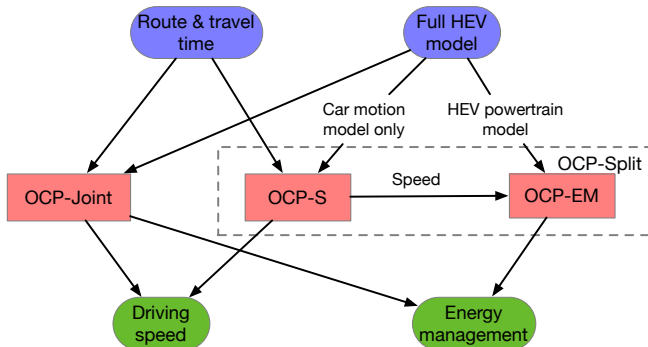 Route & travel
time
Full HEV
model
Car motion
model only
HEV powertrain
model
OCP-Split
OCP-Joint
OCP-S
Speed
OCP-EM
Driving
speed
Energy
management